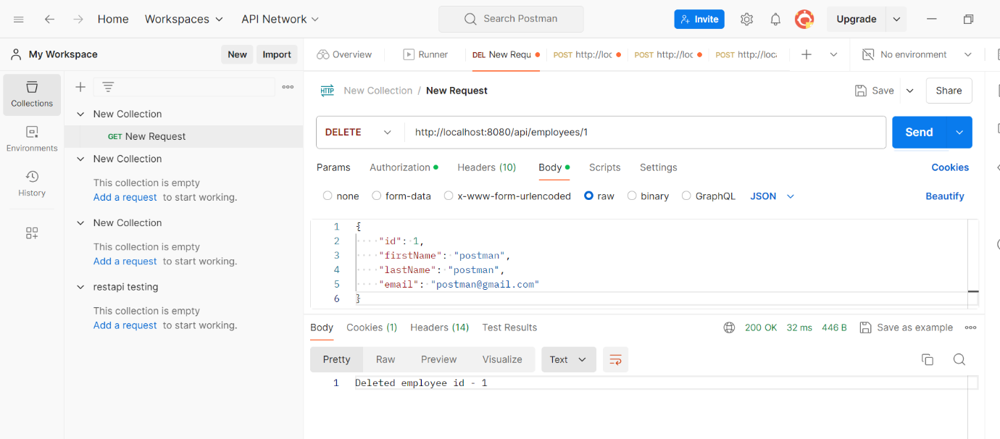 Home Workspaces API Network Search Postman Invite Upgrade
My Workspace New Import Overview Runner DEL New Requ POST http://loc POST http://loc POST http://loca No environment
Collections
Environments
History
New Collection
GET New Request
New Collection
This collection is empty
Add a request to start working.
New Collection
This collection is empty
Add a request to start working.
restapi testing
This collection is empty
Add a request to start working.
HTTP New Collection / New Request Save Share
DELETE http://localhost:8080/api/employees/1 Send
Params Authorization Headers (10) Body Scripts Settings Cookies
none form-data x-www-form-urlencoded raw binary GraphQL JSON Beautify
1 {
2 "id": 1,
3 "firstName": "postman",
4 "lastName": "postman",
5 "email": "postman@gmail.com"
6 }
Body Cookies (1) Headers (14) Test Results 200 OK 32 ms 446 B Save as example
Pretty Raw Preview Visualize Text
1 Deleted employee id - 1